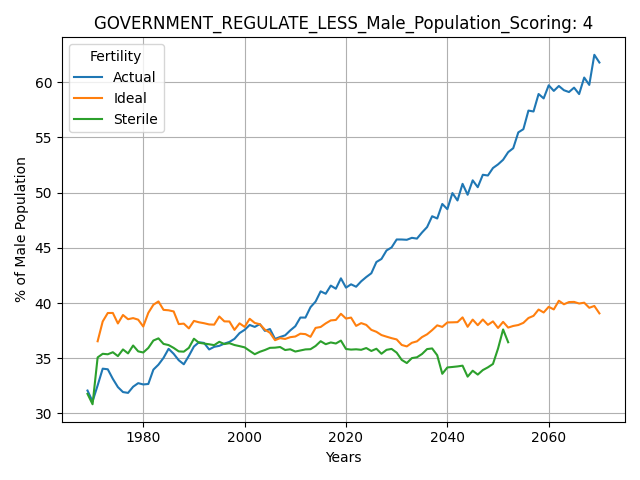 GOVERNMENT_REGULATE_LESS_Male_Population_Scoring: 4
Fertility
Actual
Ideal
Sterile
% of Male Population
60
55
50
45
40
35
30
1980
2000
2020
2040
2060
Years